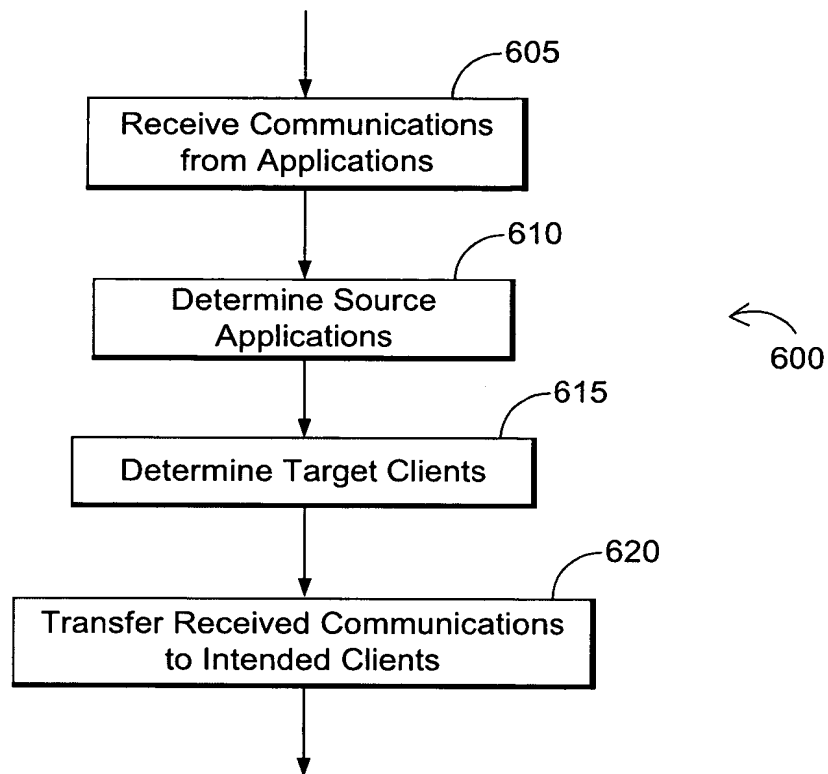 605
Receive Communications
from Applications
610
Determine Source
Applications
600
615
Determine Target Clients
620
Transfer Received Communications
to Intended Clients